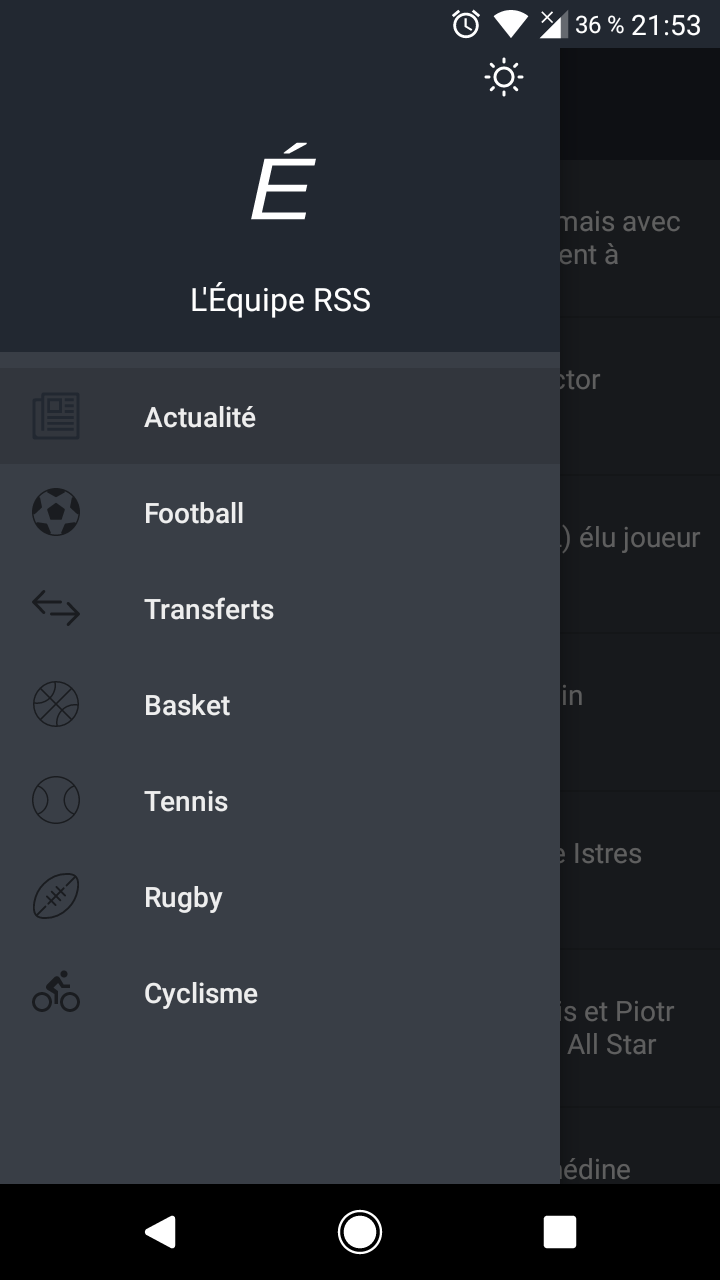 36 % 21:53
É
L'Équipe RSS
mais avec
ent à
Actualité
Football
) élu joueur
Transferts
in
Basket
Tennis
e Istres
Rugby
Cyclisme
is et Piotr
All Star
édine